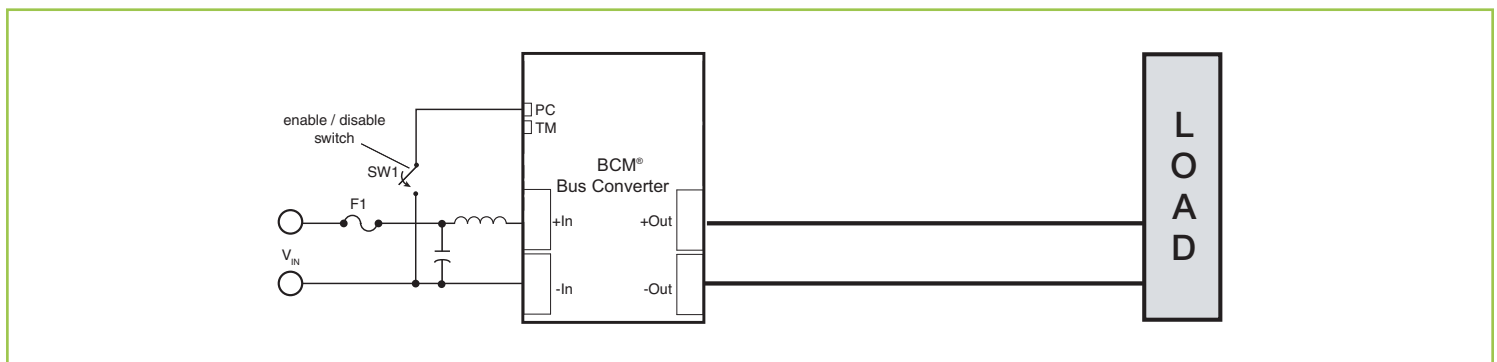 enable / disable
switch
SW1
F1
V_IN
PC
TM
BCM®
Bus Converter
+In
+Out
-In
-Out
L
O
A
D